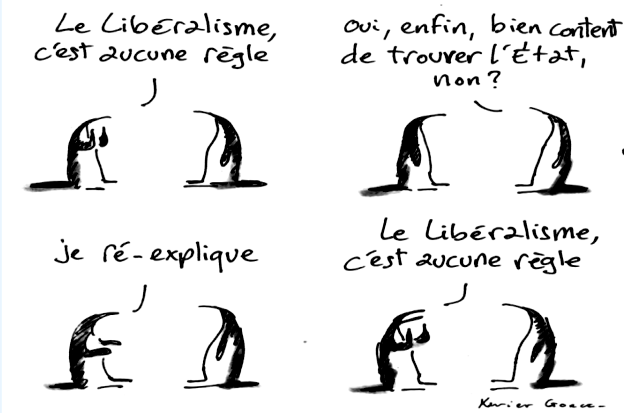 Le Libéralisme,
c'est aucune règle
Oui, enfin, bien content
de trouver l'État,
non?
je ré-explique
Le Libéralisme,
c'est aucune règle
Xavier Gorce